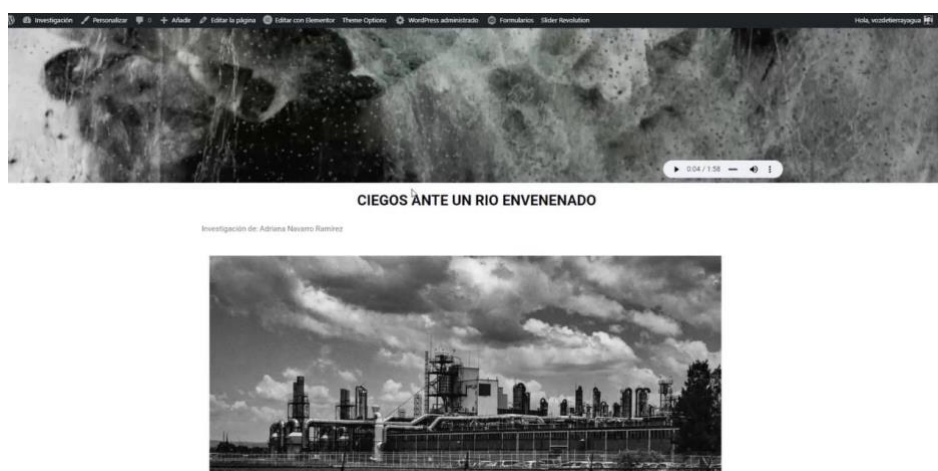 Investigación Personalizar 0 Añadir Editar la página Editar con Elementor Theme Options WordPress administrado Formularios Slider Revolution Hola, vozdetierrayagua
0:04 / 1:58
CIEGOS ANTE UN RIO ENVENENADO
Investigación de: Adriana Navarro Ramírez